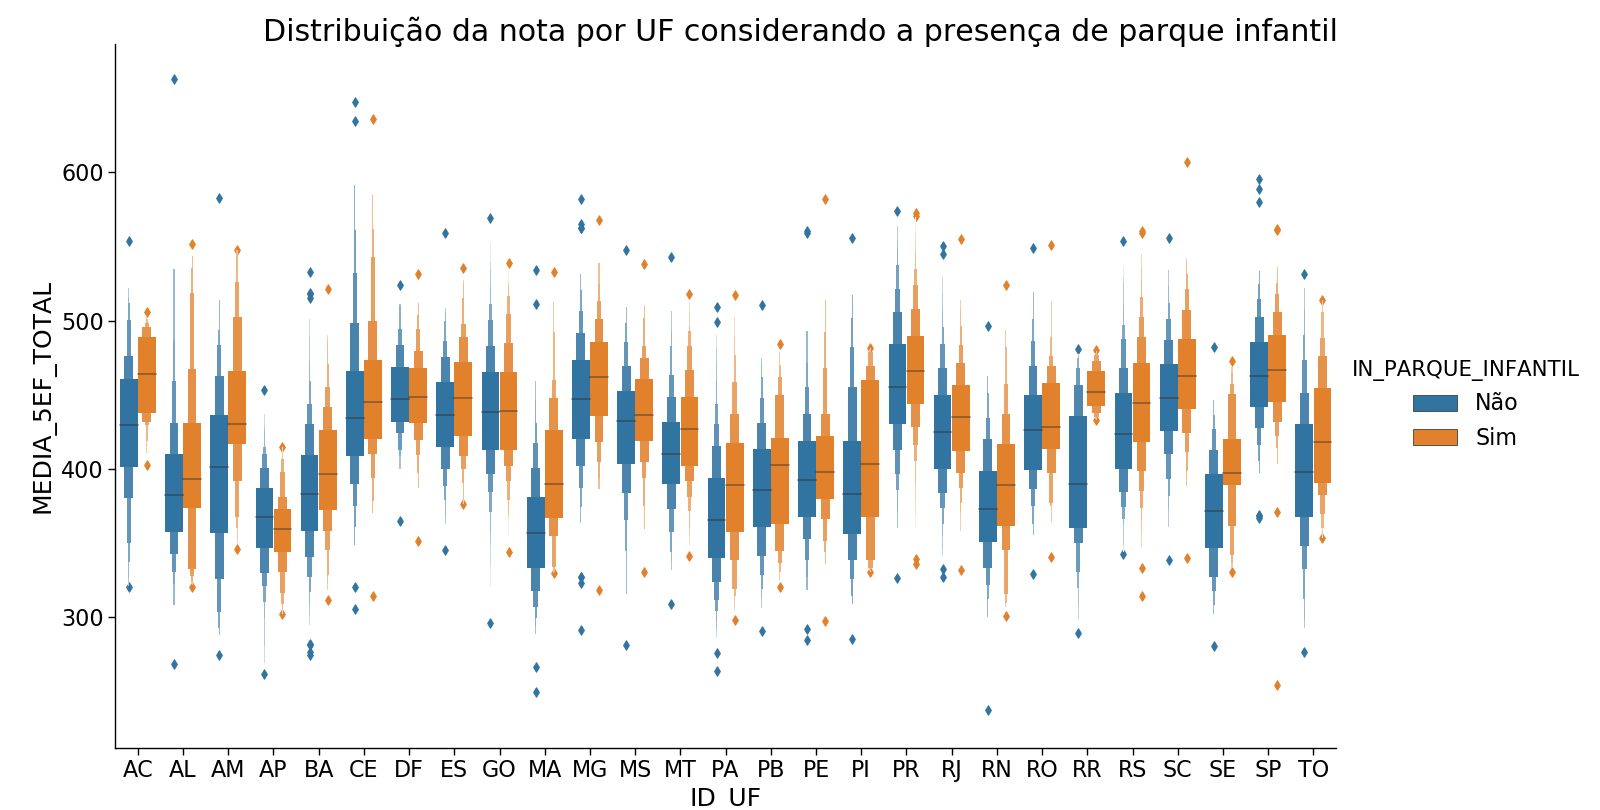 Distribuição da nota por UF considerando a presença de parque infantil
MEDIA_5EF_TOTAL
600
500
400
300
AC AL AM AP BA CE DF ES GO MA MG MS MT PA PB PE PI PR RJ RN RO RR RS SC SE SP TO
ID_UF
IN_PARQUE_INFANTIL
Não
Sim